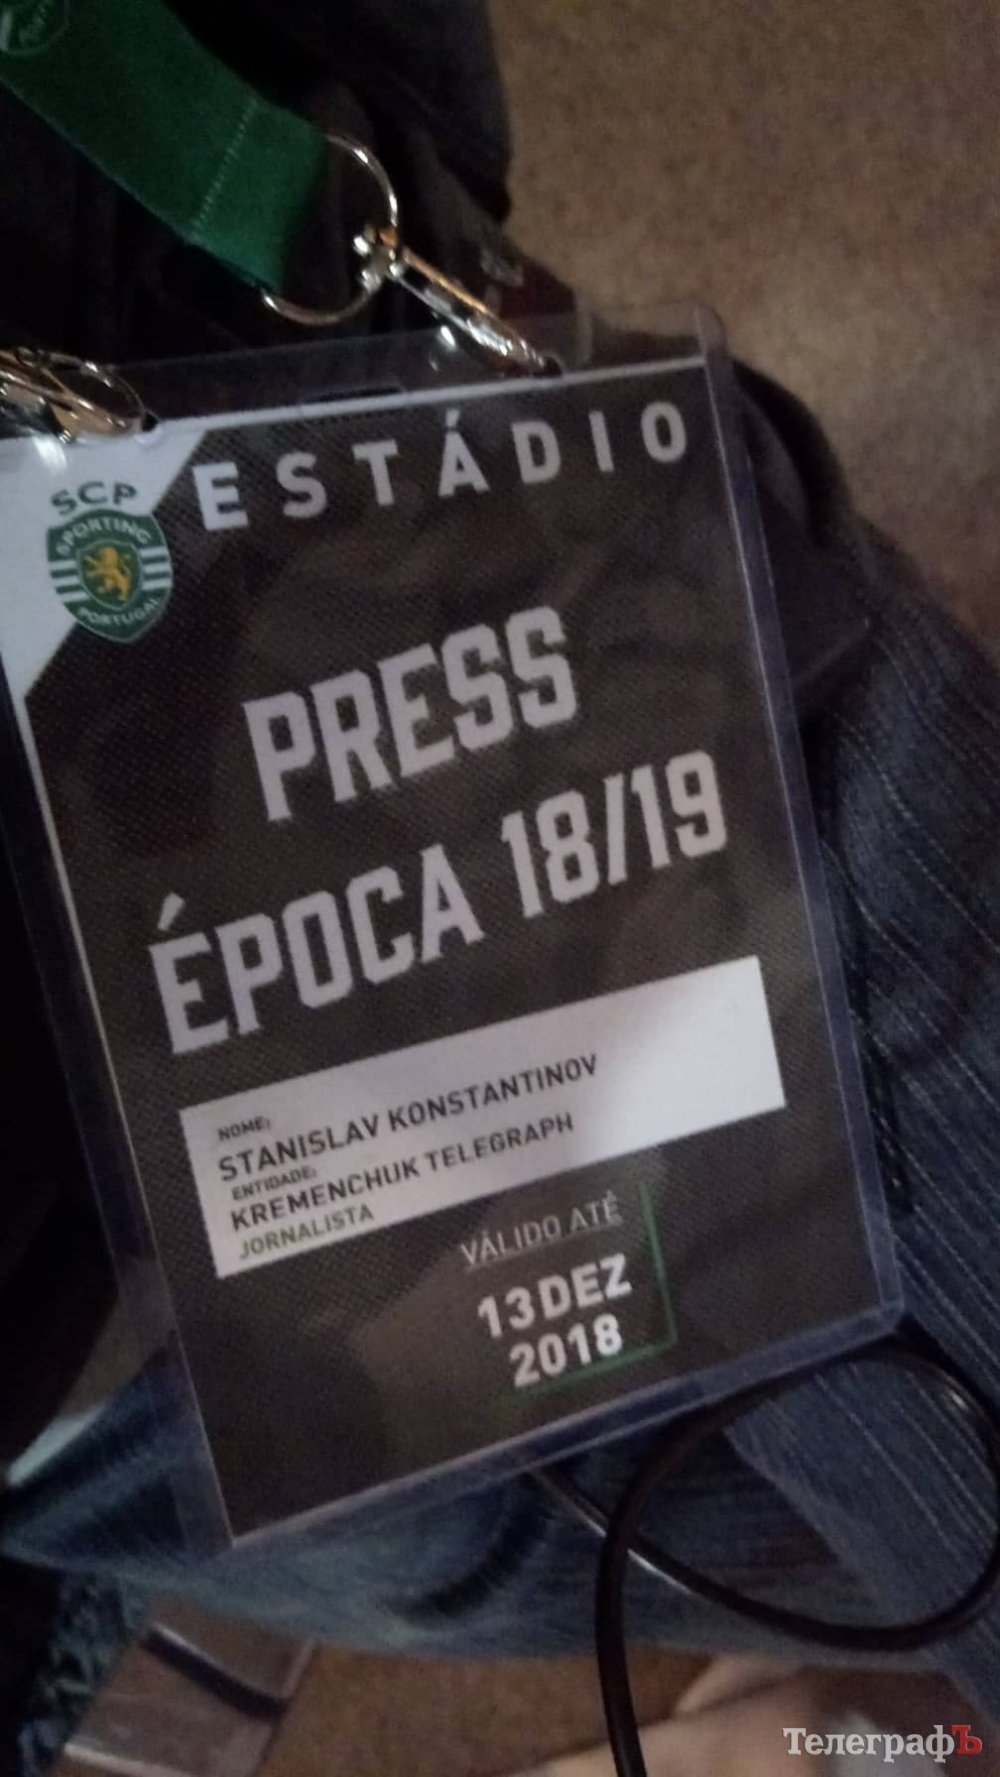 ESTÁDIO
SCP
SPORTING
PORTUGAL
PRESS
ÉPOCA 18/19
NOME:
STANISLAV KONSTANTINOV
ENTIDADE:
KREMENCHUK TELEGRAPH
JORNALISTA
VÁLIDO ATÉ
13 DEZ
2018
ТелеграфЪ